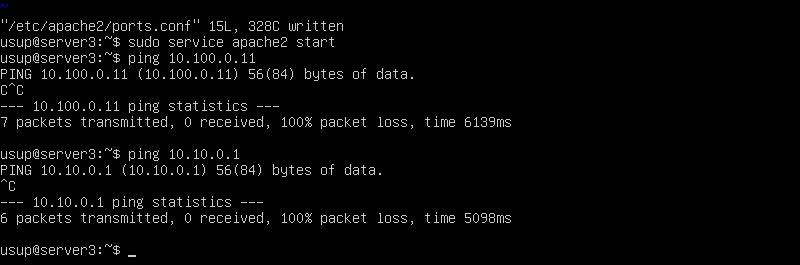 ~
"/etc/apache2/ports.conf" 15L, 328C written
usup@server3:~$ sudo service apache2 start
usup@server3:~$ ping 10.100.0.11
PING 10.100.0.11 (10.100.0.11) 56(84) bytes of data.
C^C
--- 10.100.0.11 ping statistics ---
7 packets transmitted, 0 received, 100% packet loss, time 6139ms
usup@server3:~$ ping 10.10.0.1
PING 10.10.0.1 (10.10.0.1) 56(84) bytes of data.
^C
--- 10.10.0.1 ping statistics ---
6 packets transmitted, 0 received, 100% packet loss, time 5098ms
usup@server3:~$ _